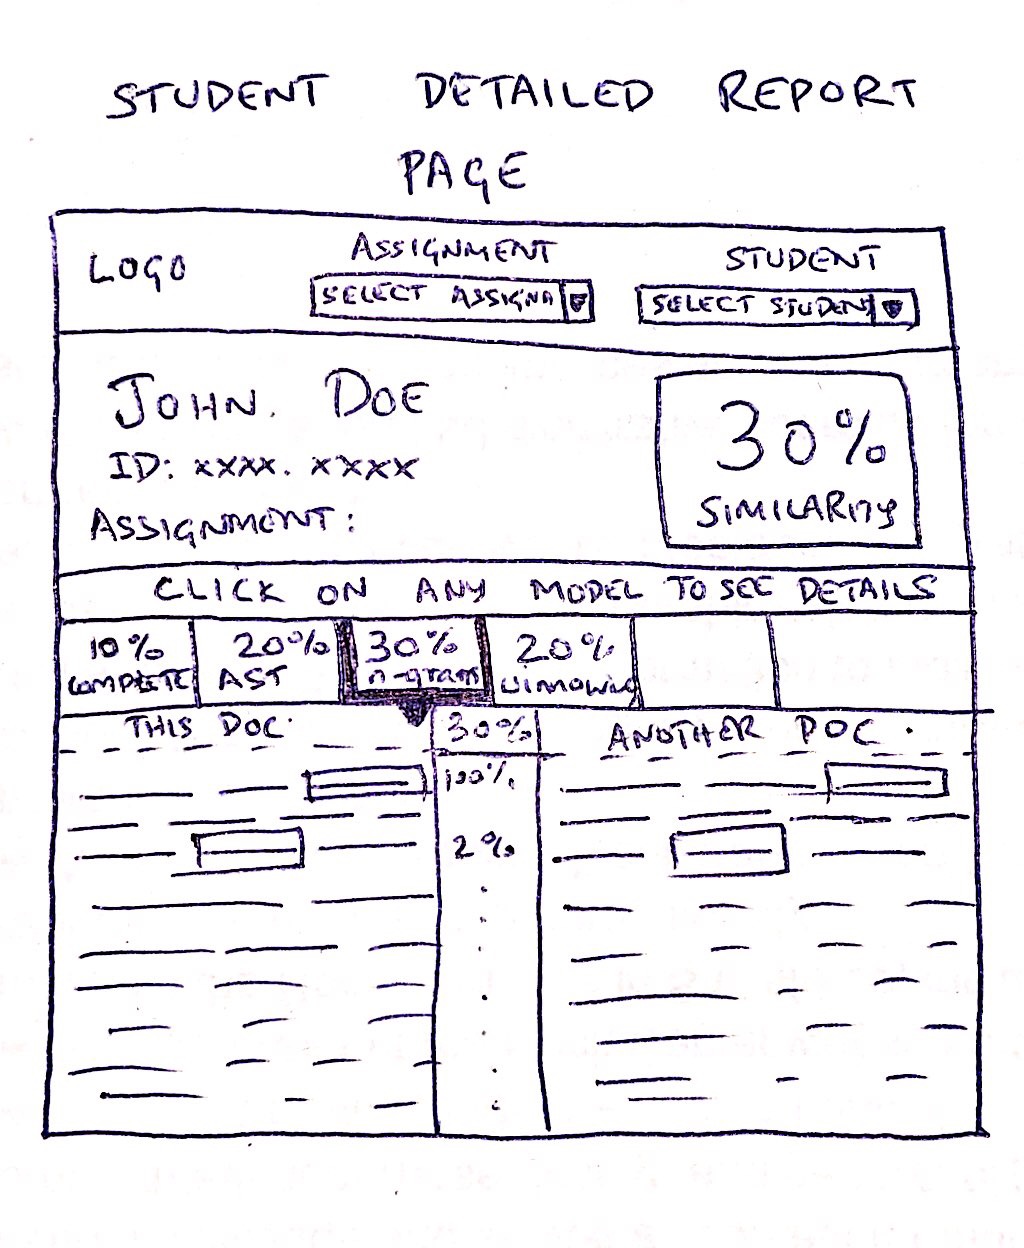 STUDENT DETAILED REPORT
PAGE
LOGO
ASSIGNMENT
SELECT ASSIGNA
STUDENT
SELECT STUDENT
JOHN. DOE
ID: xxxx. xxxx
ASSIGNMENT:
30%
SIMILARITY
CLICK ON ANY MODEL TO SEE DETAILS
10%
COMPLETE
20%
AST
30%
n-gram
20%
THIS DOC.
30%
ANOTHER DOC.
100%
2%